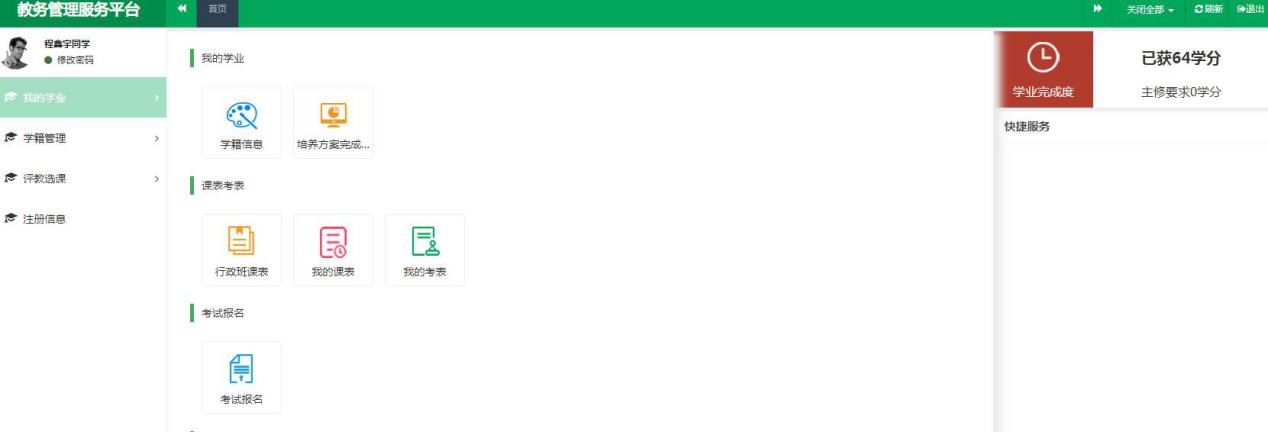 教务管理服务平台
首页
关闭全部
刷新
退出
程鑫宇同学
修改密码
我的学业
学籍管理
评教选课
注册信息
我的学业
学籍信息
培养方案完成...
课表考表
行政班课表
我的课表
我的考表
考试报名
考试报名
学业完成度
已获64学分
主修要求0学分
快捷服务